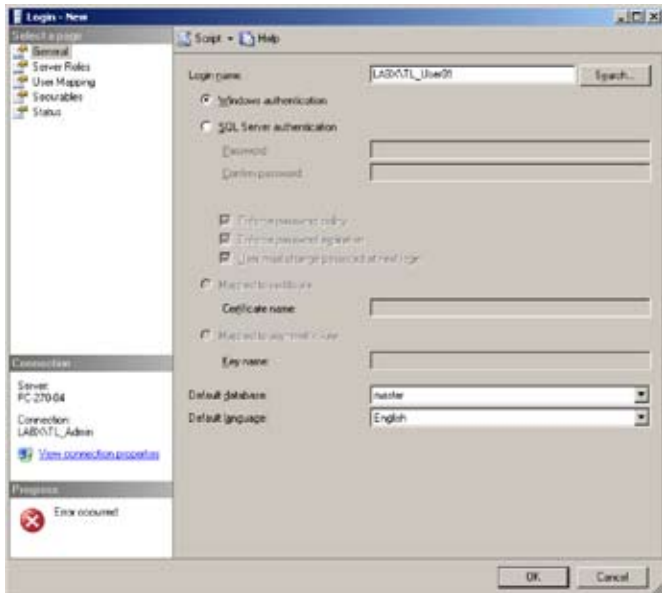 Login - New
Select a page
General
Server Roles
User Mapping
Securables
Status
Script Help
Login name: LABX\TL_User01 Search...
Windows authentication
SQL Server authentication
Password:
Confirm password:
Enforce password policy
Enforce password expiration
User must change password at next login
Mapped to certificate
Certificate name:
Mapped to asymmetric key
Key name:
Default database: master
Default language: English
Connection
Server:
PC-270-04
Connection:
LABX\TL_Admin
View connection properties
Progress
Error occurred
OK Cancel